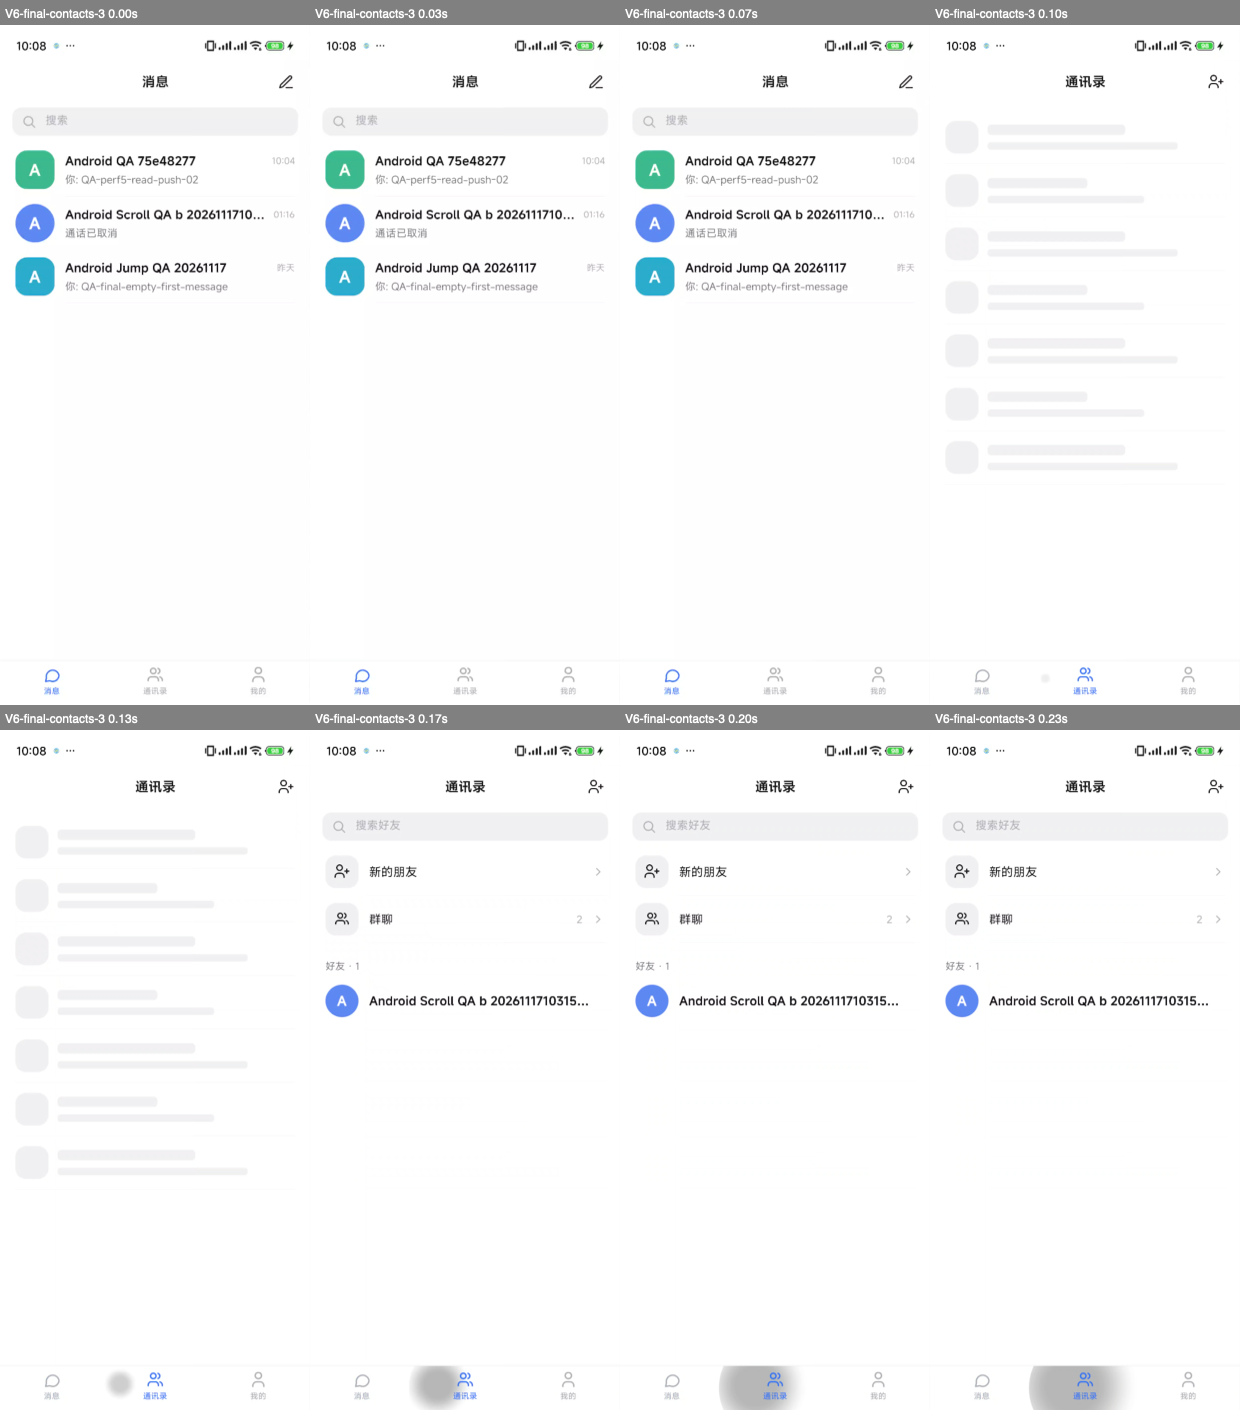 V6-final-contacts-3 0.00s
10:08
98
消息
搜索
Android QA 75e48277
10:04
你: QA-perf5-read-push-02
Android Scroll QA b 2026111710...
01:16
通话已取消
Android Jump QA 20261117
昨天
你: QA-final-empty-first-message
消息
通讯录
我的
V6-final-contacts-3 0.03s
10:08
98
消息
搜索
Android QA 75e48277
10:04
你: QA-perf5-read-push-02
Android Scroll QA b 2026111710...
01:16
通话已取消
Android Jump QA 20261117
昨天
你: QA-final-empty-first-message
消息
通讯录
我的
V6-final-contacts-3 0.07s
10:08
98
消息
搜索
Android QA 75e48277
10:04
你: QA-perf5-read-push-02
Android Scroll QA b 2026111710...
01:16
通话已取消
Android Jump QA 20261117
昨天
你: QA-final-empty-first-message
消息
通讯录
我的
V6-final-contacts-3 0.10s
10:08
98
通讯录
消息
通讯录
我的
V6-final-contacts-3 0.13s
10:08
98
通讯录
消息
通讯录
我的
V6-final-contacts-3 0.17s
10:08
98
通讯录
搜索好友
新的朋友
群聊
2
好友 · 1
A
Android Scroll QA b 2026111710315...
消息
通讯录
我的
V6-final-contacts-3 0.20s
10:08
98
通讯录
搜索好友
新的朋友
群聊
2
好友 · 1
A
Android Scroll QA b 2026111710315...
消息
通讯录
我的
V6-final-contacts-3 0.23s
10:08
98
通讯录
搜索好友
新的朋友
群聊
2
好友 · 1
A
Android Scroll QA b 2026111710315...
消息
通讯录
我的